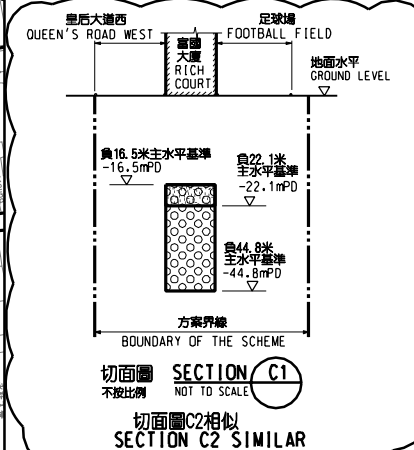 皇后大道西
QUEEN'S ROAD WEST
富國
大廈
RICH
COURT
足球場
FOOTBALL FIELD
地面水平
GROUND LEVEL
負16.5米主水平基準
-16.5mPD
負22.1米
主水平基準
-22.1mPD
負44.8米
主水平基準
-44.8mPD
方案界線
BOUNDARY OF THE SCHEME
切面圖 SECTION C1
不按比例 NOT TO SCALE
切面圖C2相似
SECTION C2 SIMILAR